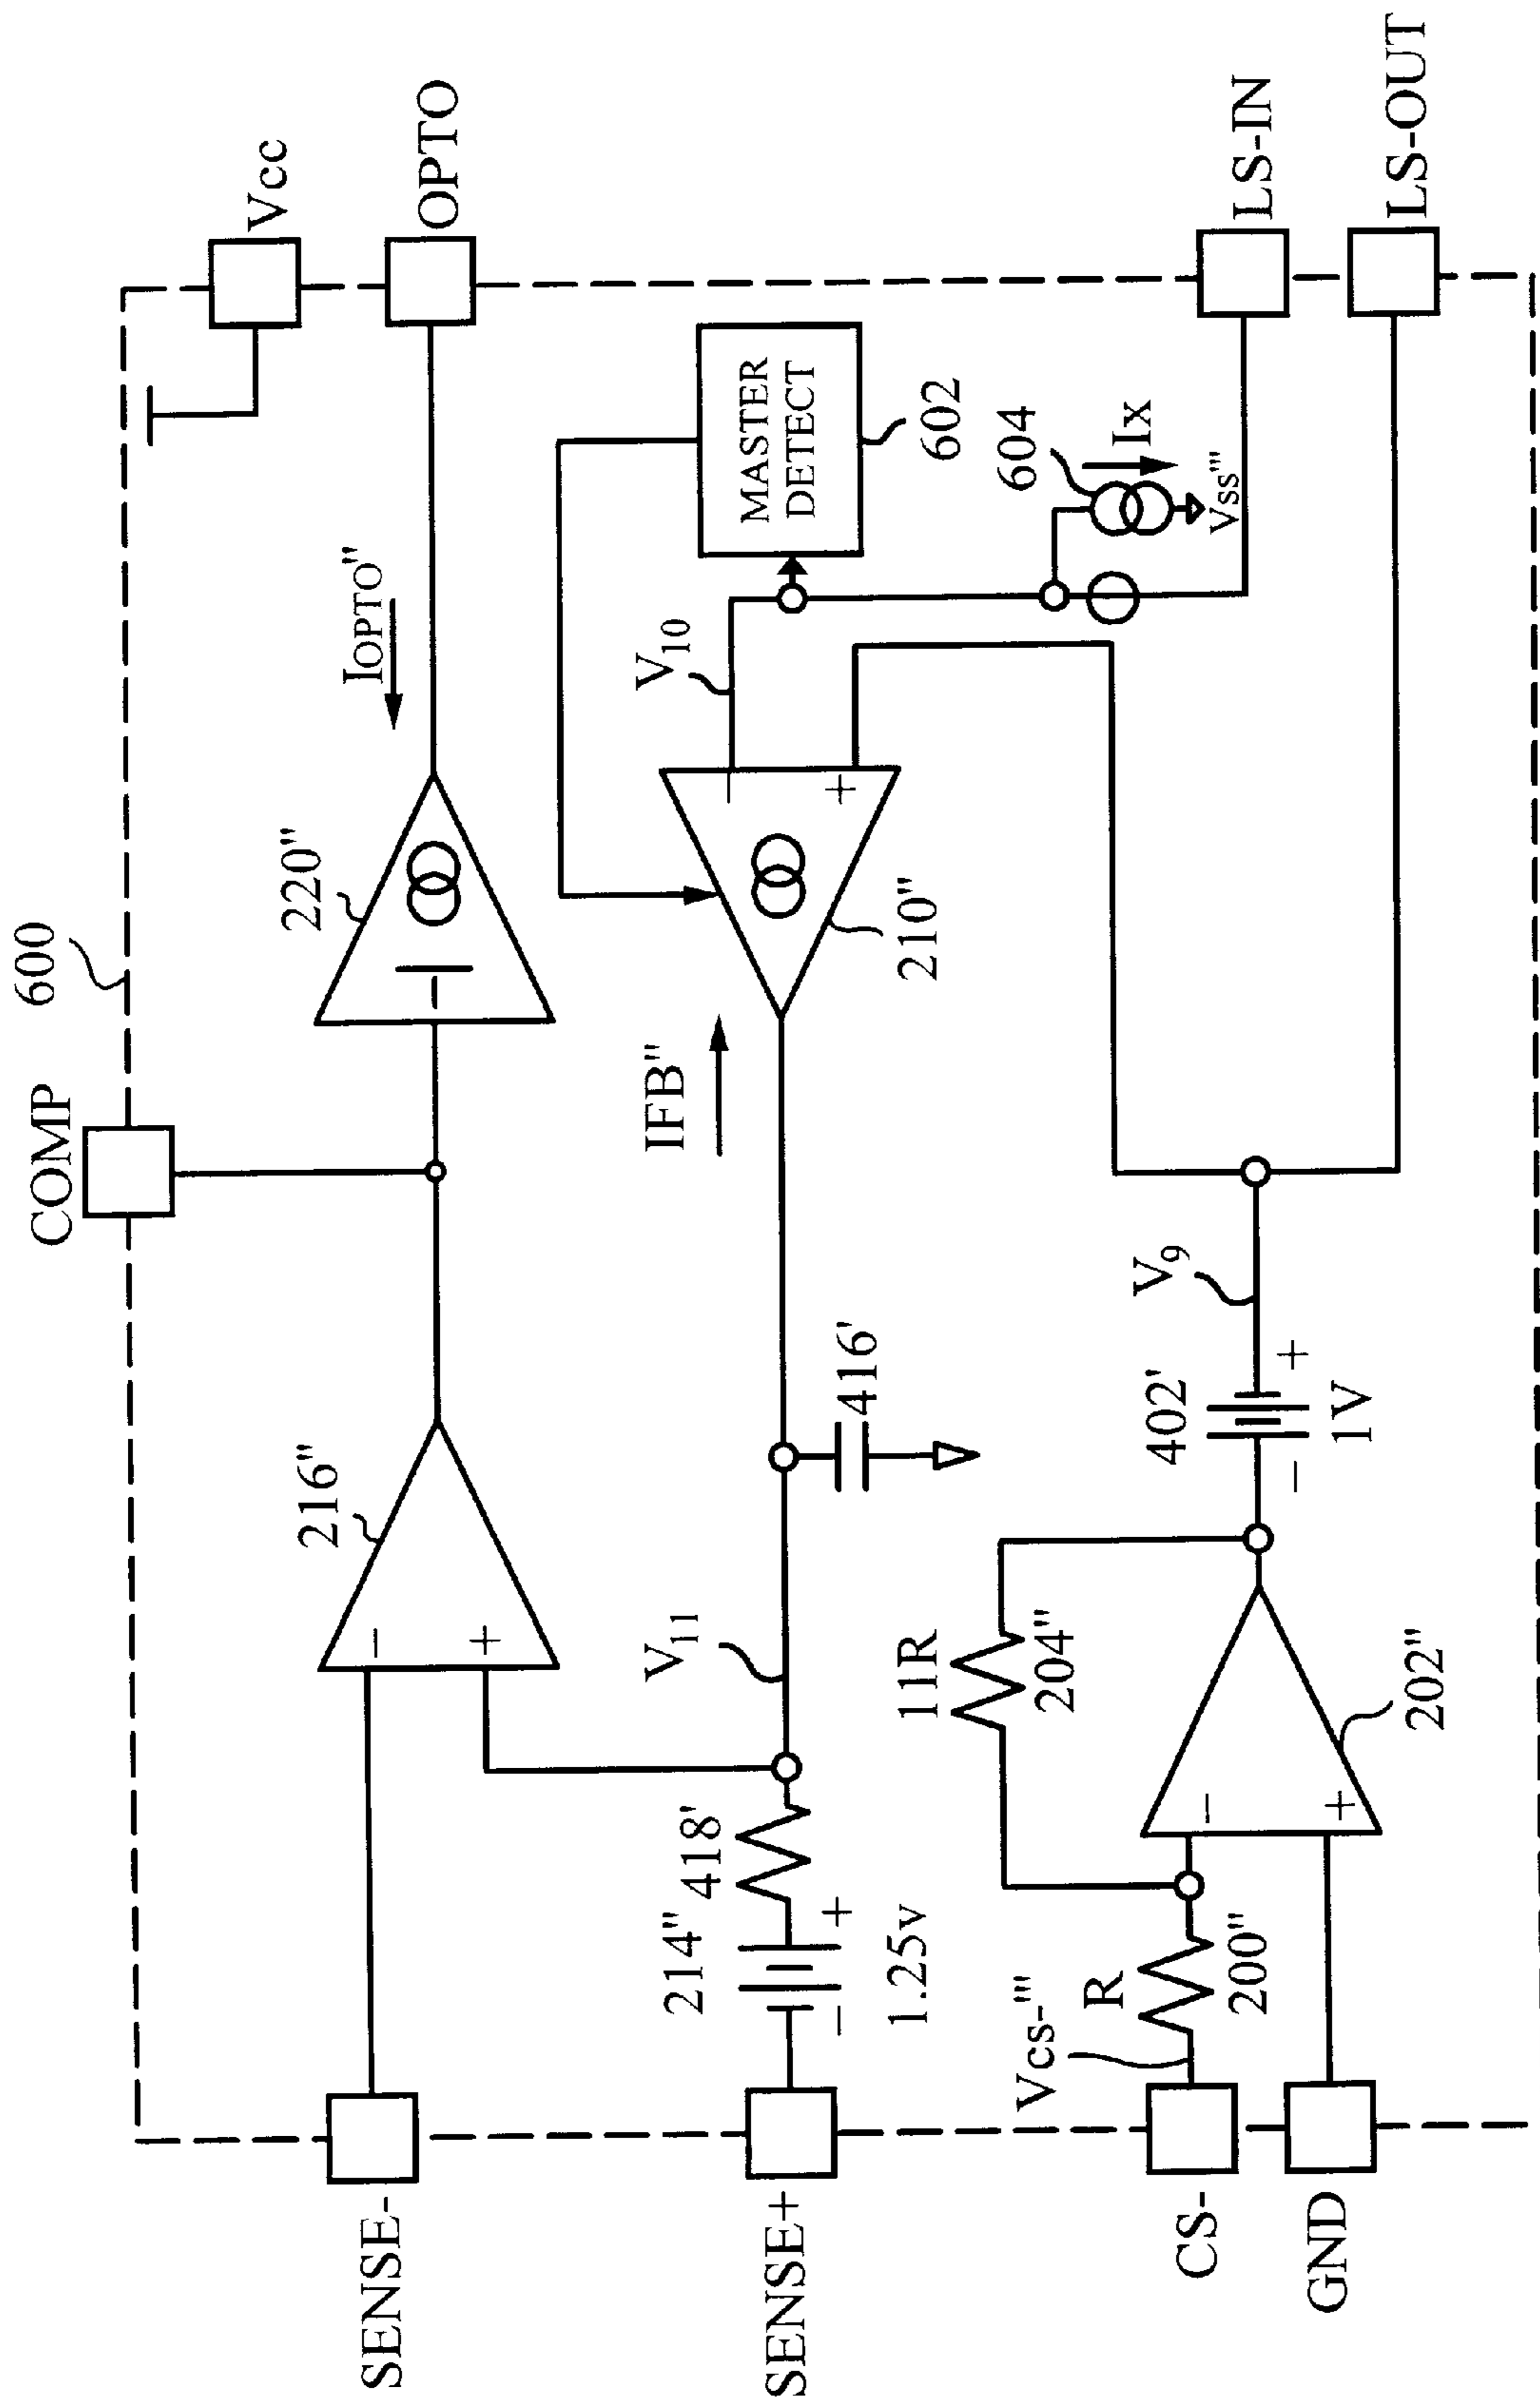 600
COMP
Vcc
OPTO
216"
220"
IOPTO"
−
+
−
SENSE-
MASTER
DETECT
602
IFB"
V10
−
+
210"
V11
416'
418'
214"
+
−
1.25v
SENSE+
604
Ix
Vss'''
LS-IN
LS-OUT
11R
204"
V9
402'
−
+
1V
Vcs-'''
R
200"
−
+
202"
CS-
GND